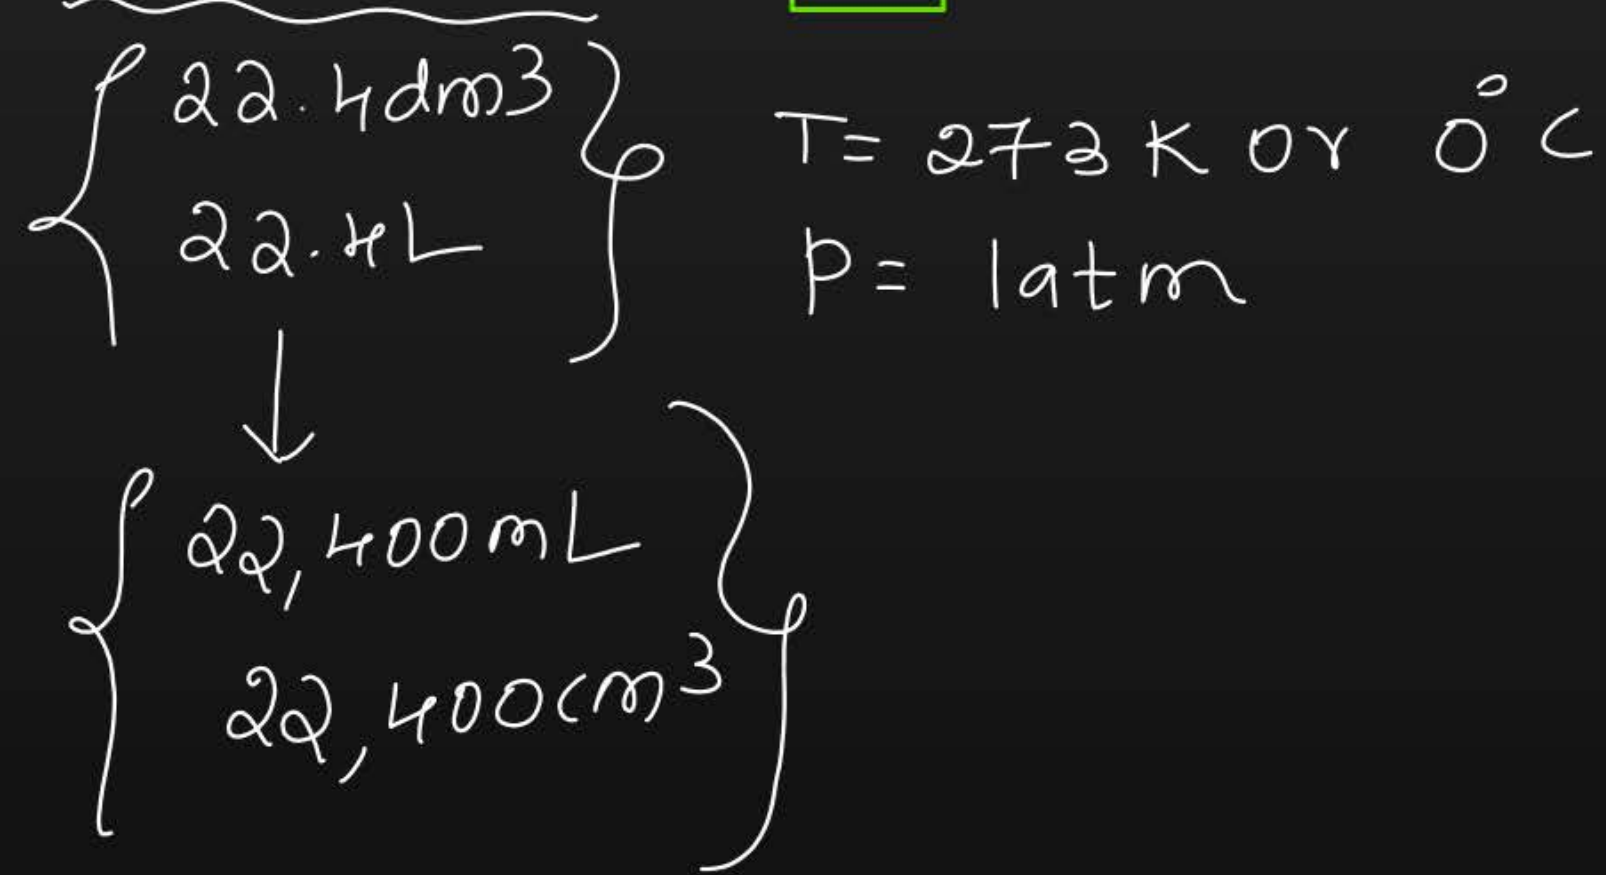 22.4dm3
22.4L
T= 273 K or 0°C
P= 1atm
22,400mL
22,400cm³